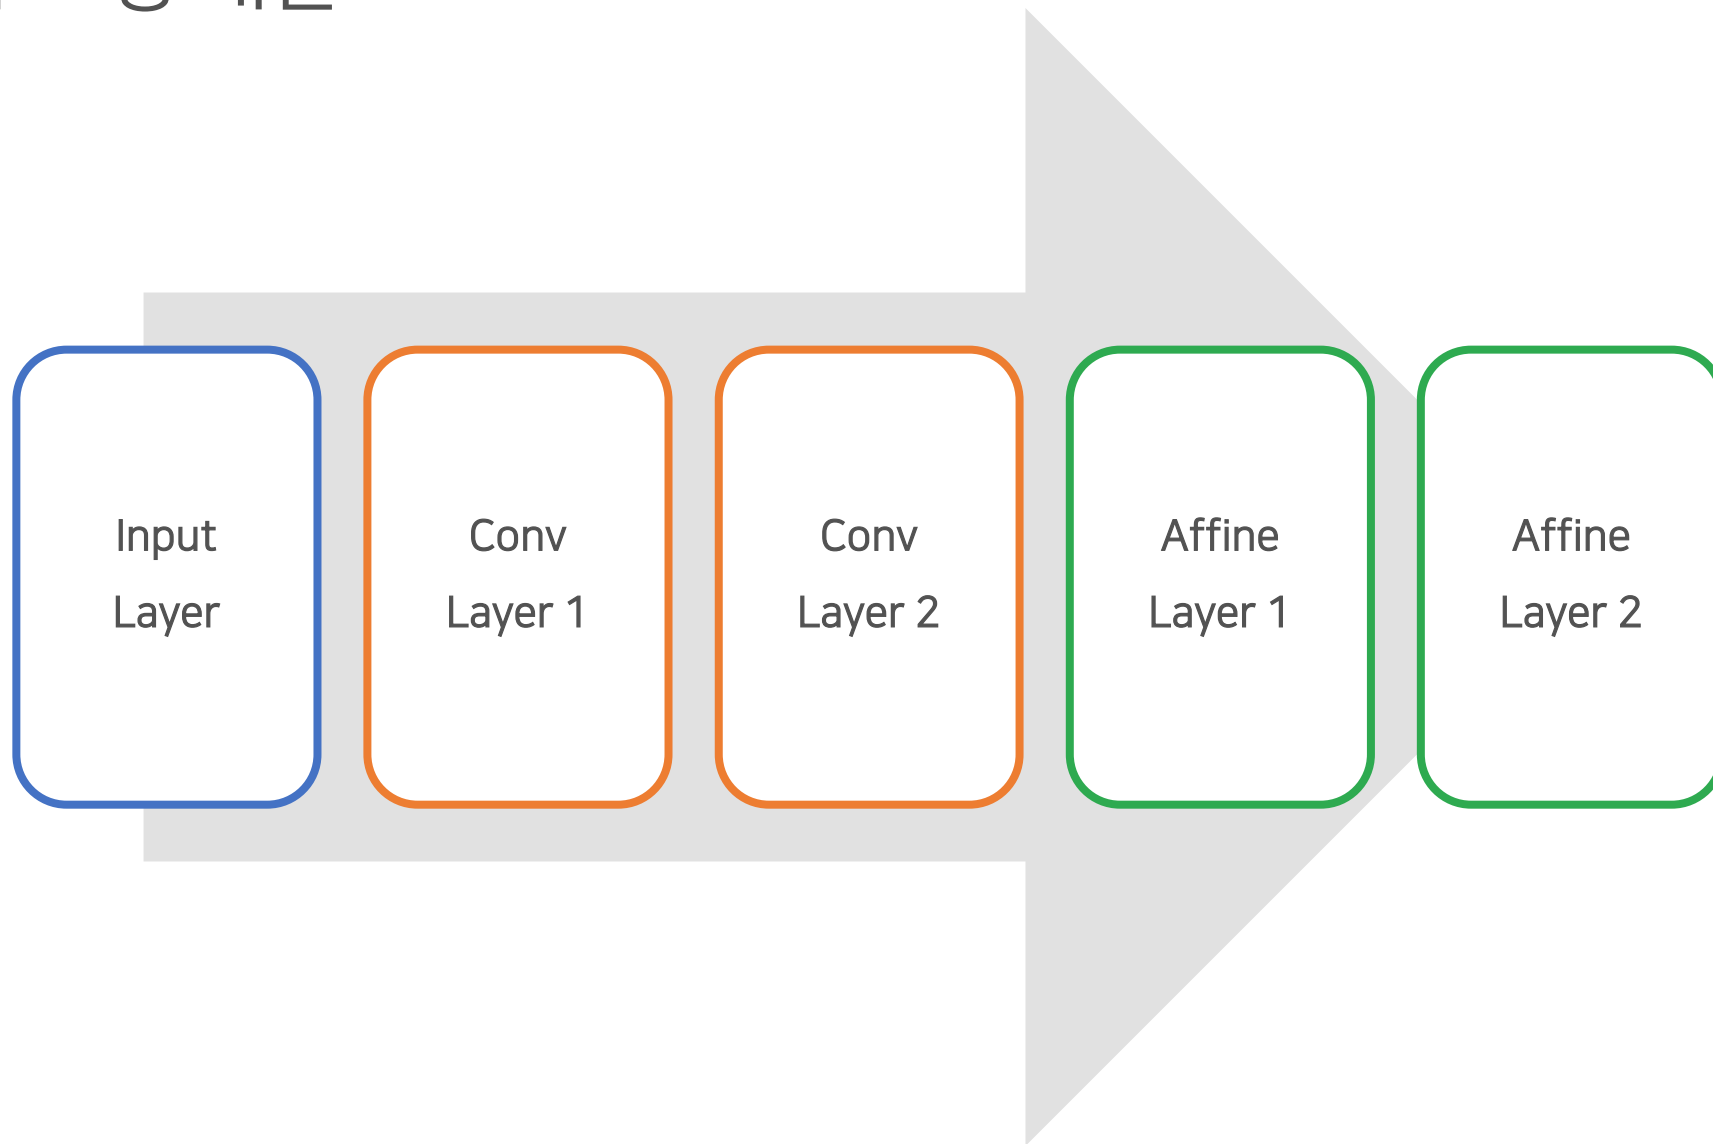 Input
Layer
Conv
Layer 1
Conv
Layer 2
Affine
Layer 1
Affine
Layer 2